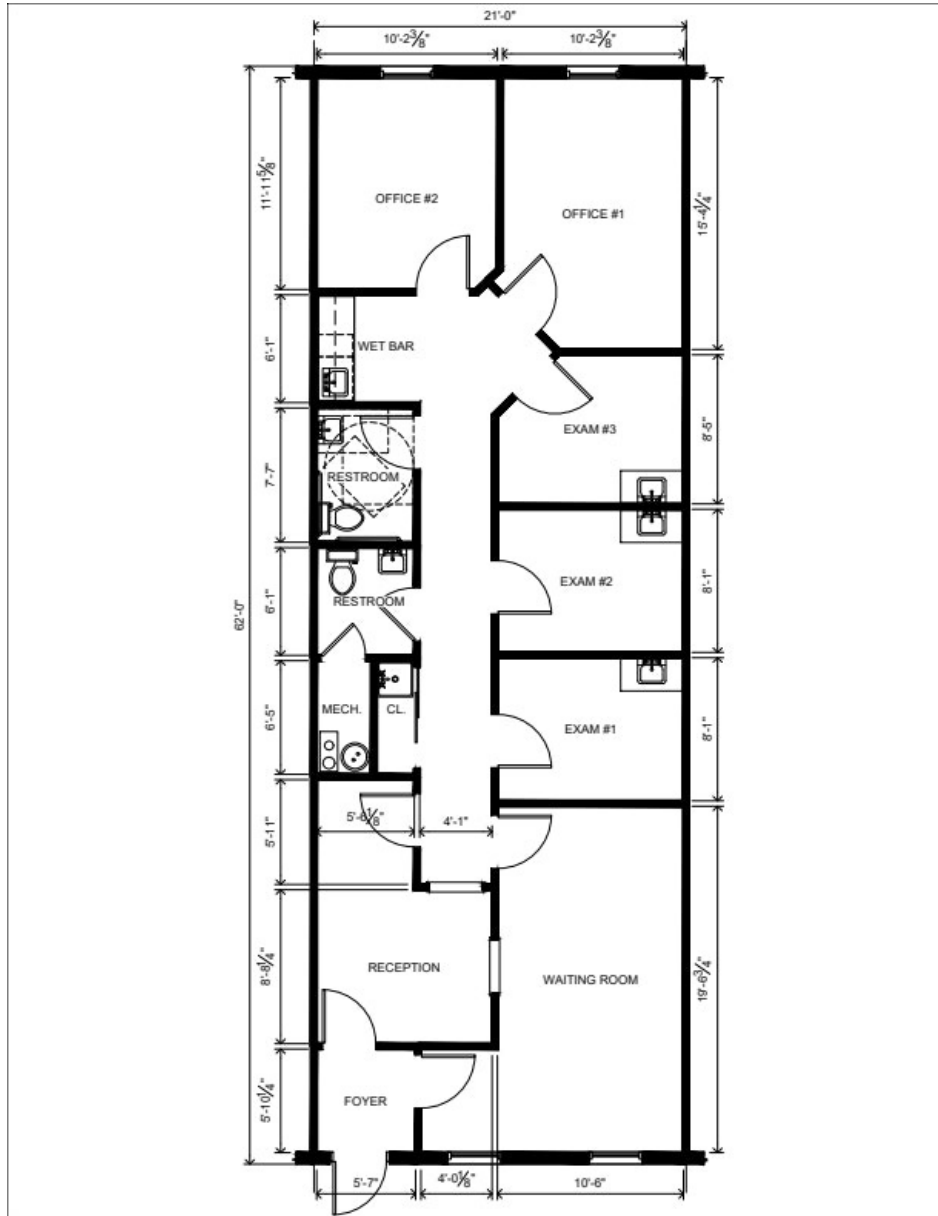 21'-0"
10'-2⅜"
10'-2⅜"
11'-11⅝"
OFFICE #2
OFFICE #1
15'-4¼"
6'-1"
WET BAR
8'-5"
EXAM #3
7'-7"
RESTROOM
62'-0"
6'-1"
RESTROOM
EXAM #2
8'-1"
6'-5"
MECH.
CL.
EXAM #1
8'-1"
5'-11"
5'-6⅛"
4'-1"
8'-8¼"
RECEPTION
WAITING ROOM
19'-6¾"
5'-10¼"
FOYER
5'-7"
4'-0⅛"
10'-6"